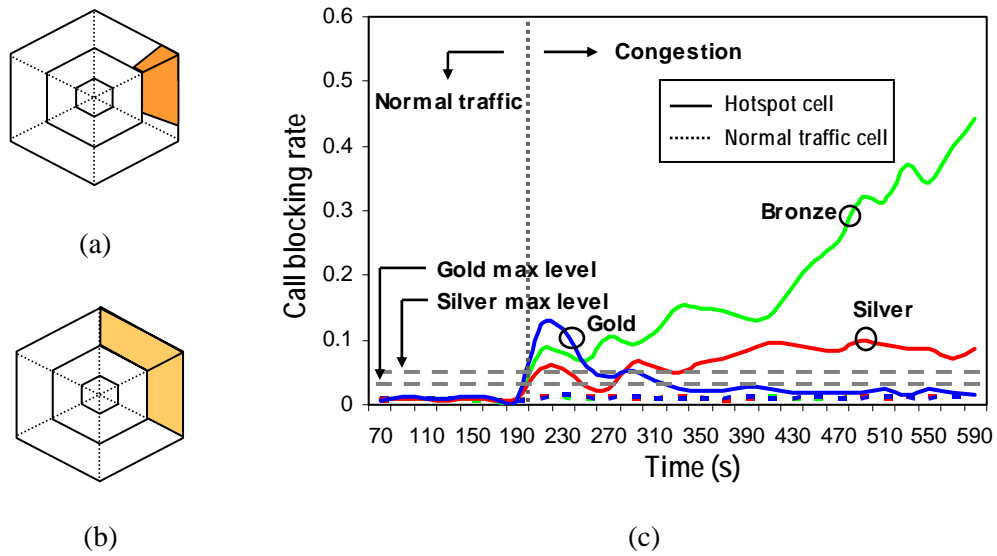 (a)
(b)
Call blocking rate
0.6
0.5
0.4
0.3
0.2
0.1
0
Normal traffic
Congestion
Hotspot cell
Normal traffic cell
Bronze
Gold max level
Silver max level
Gold
Silver
70 110 150 190 230 270 310 350 390 430 470 510 550 590
Time (s)
(c)